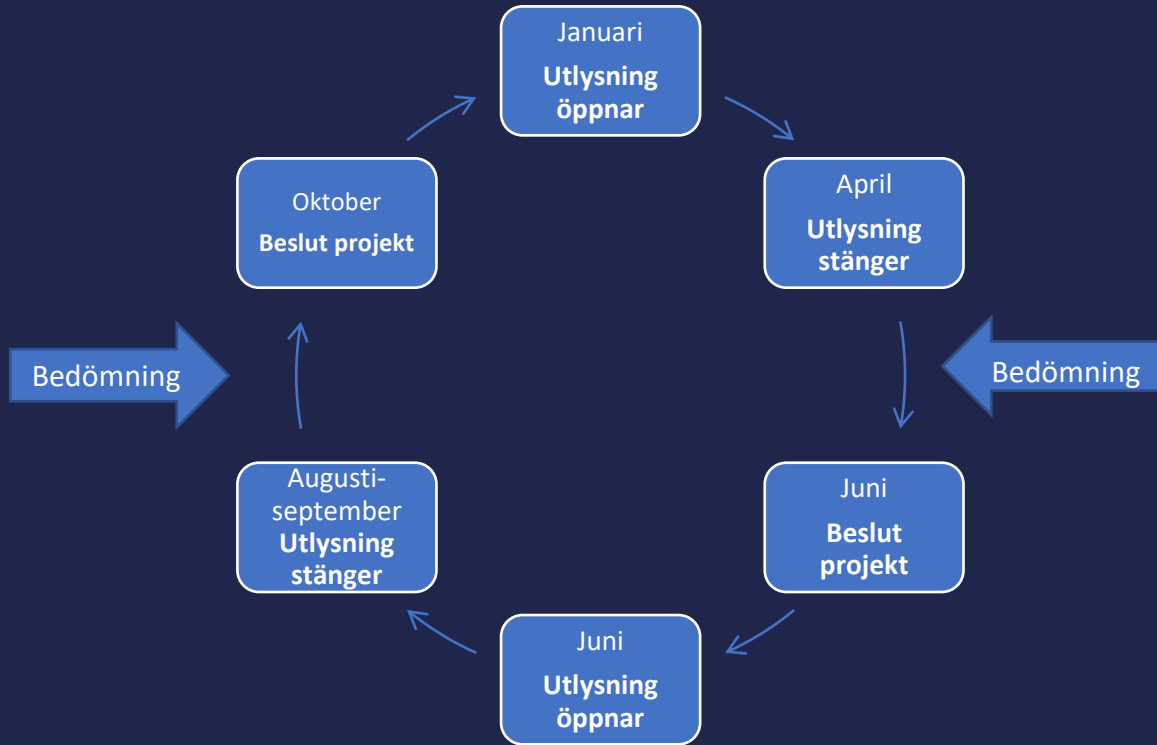 Januari
Utlysning
öppnar
April
Utlysning
stänger
Bedömning
Juni
Beslut
projekt
Juni
Utlysning
öppnar
Augusti-
september
Utlysning
stänger
Bedömning
Oktober
Beslut projekt